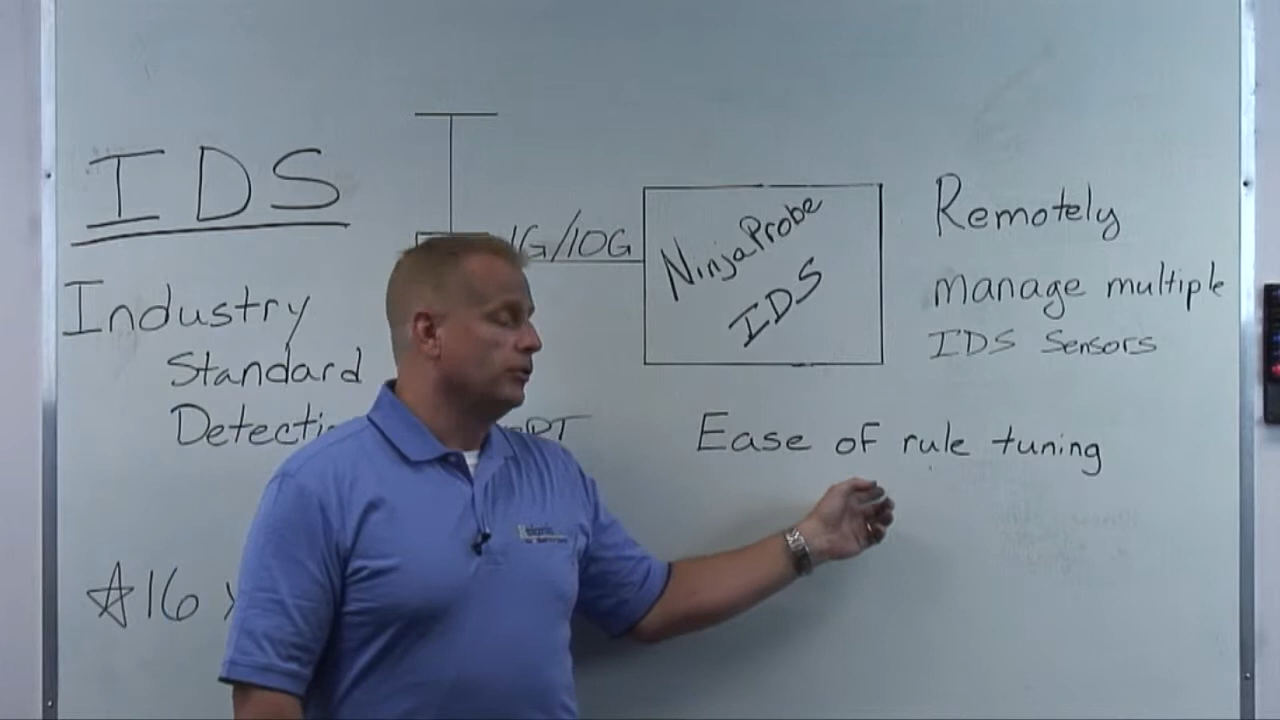 IDS
Industry
Standard
1G/10G
NinjaProbe
IDS
Remotely
manage multiple
IDS Sensors
Ease of rule tuning
16